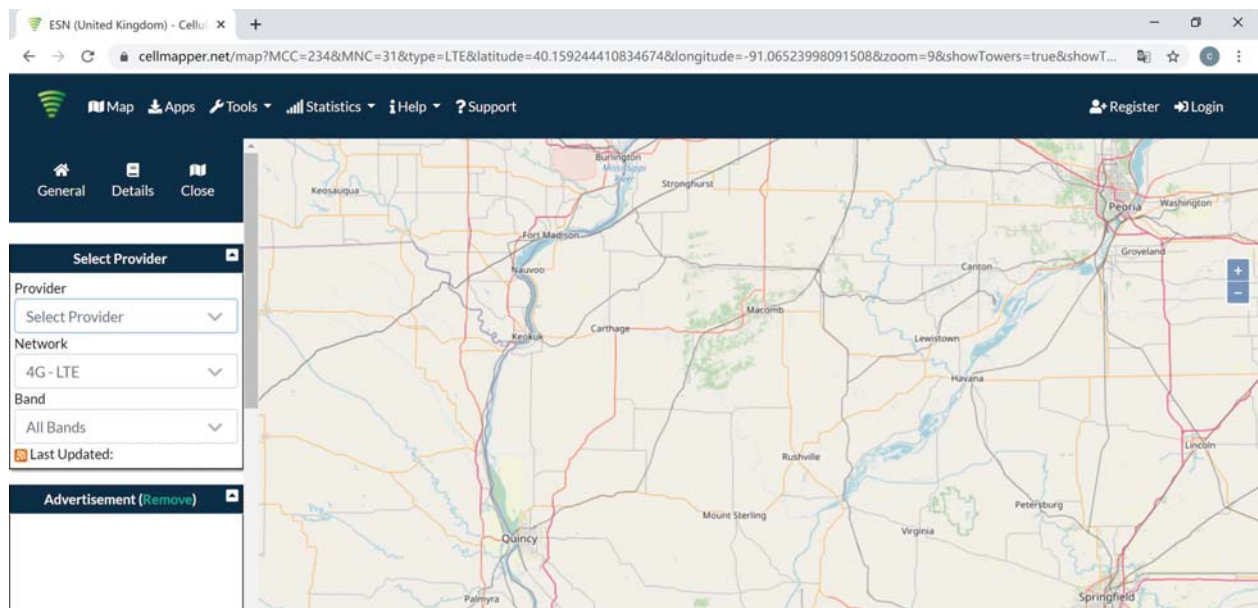 ESN (United Kingdom) - Cellul
cellmapper.net/map?MCC=234&MNC=31&type=LTE&latitude=40.159244410834674&longitude=-91.06523998091508&zoom=9&showTowers=true&showT...
Map Apps Tools Statistics Help Support Register Login
General Details Close
Select Provider
Provider
Select Provider
Network
4G - LTE
Band
All Bands
Last Updated:
Advertisement (Remove)
Burlington
Mississippi
River
Keosauqua
Stronghurst
Peoria
Washington
Fort Madison
Groveland
Nauvoo
Canton
Macomb
Carthage
Keokuk
Lewistown
Havana
Lincoln
Rushville
Petersburg
Mount Sterling
Virginia
Quincy
Palmyra
Springfield